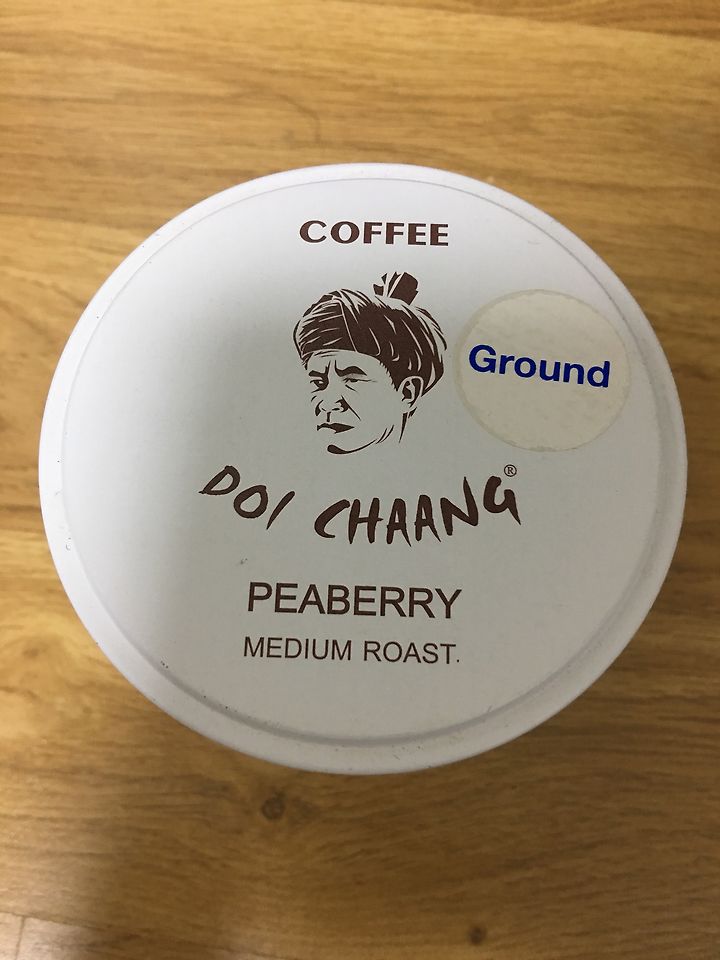 COFFEE
Ground
DOI CHAANG®
PEABERRY
MEDIUM ROAST.